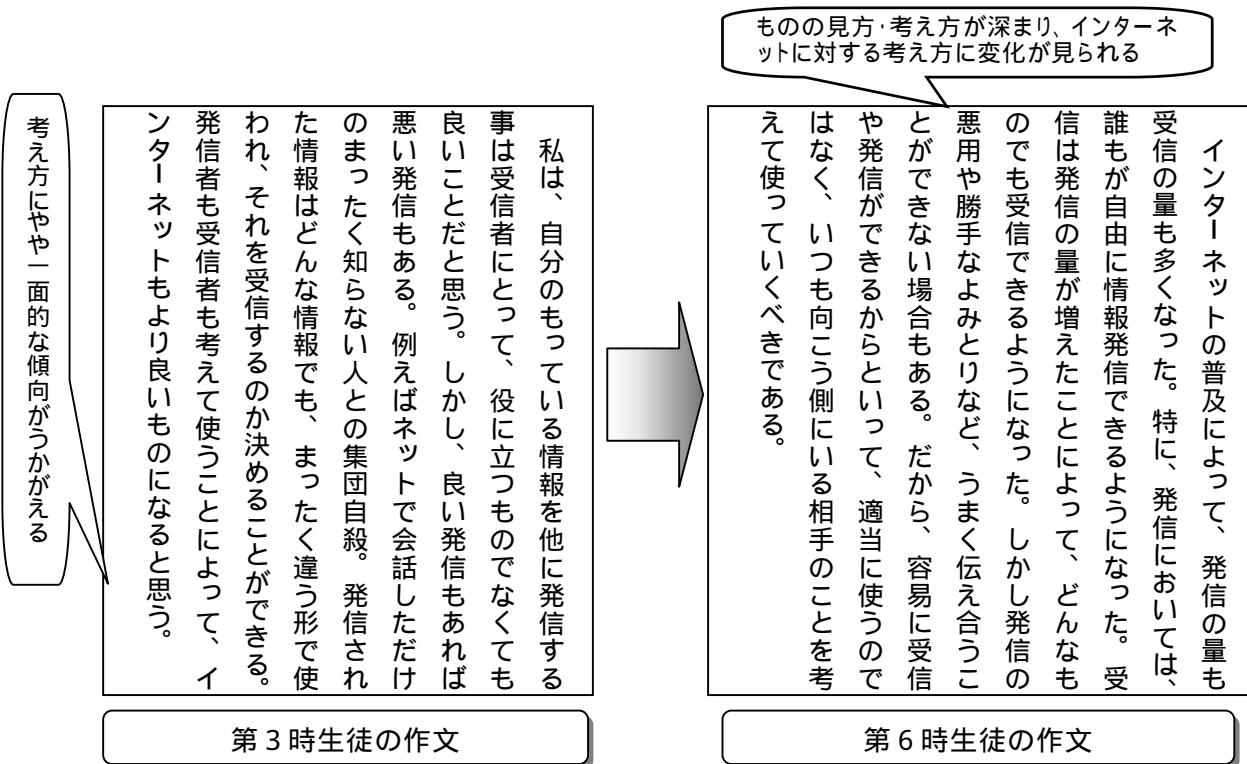 考え方にやや一面的な傾向がうかがえる
　私は、自分のもっている情報を他に発信する
事は受信者にとって、役に立つものでなくても
良いことだと思う。しかし、良い発信もあれば
悪い発信もある。例えばネットで会話しただけ
のまったく知らない人との集団自殺。発信され
た情報はどんな情報でも、まったく違う形で使
われ、それを受信するのか決めることができる。
発信者も受信者も考えて使うことによって、イ
ンターネットもより良いものになると思う。
第３時生徒の作文
ものの見方・考え方が深まり、インターネ
ットに対する考え方に変化が見られる
　インターネットの普及によって、発信の量も
受信の量も多くなった。特に、発信においては、
誰もが自由に情報発信できるようになった。受
信は発信の量が増えたことによって、どんなも
のでも受信できるようになった。しかし発信の
悪用や勝手なよみとりなど、うまく伝え合うこ
とができない場合もある。だから、容易に受信
や発信ができるからといって、適当に使うので
はなく、いつも向こう側にいる相手のことを考
えて使っていくべきである。
第６時生徒の作文